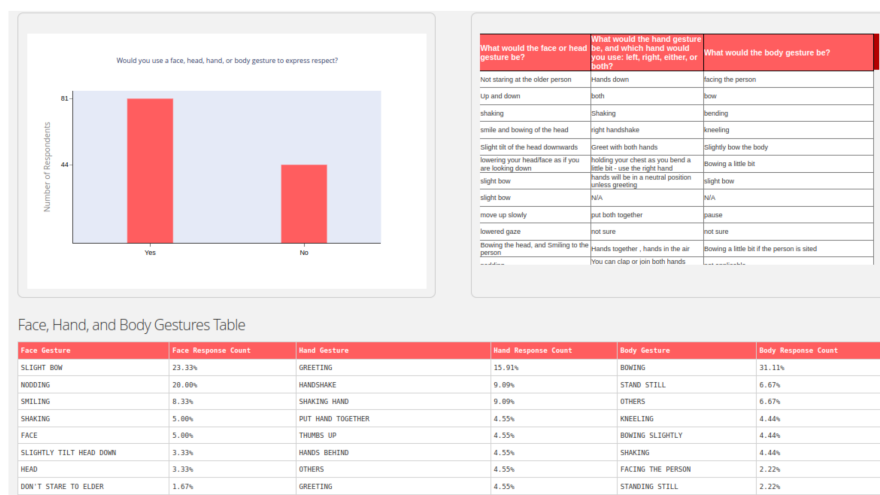 Would you use a face, head, hand, or body gesture to express respect?
Number of Respondents
81
44
Yes
No
What would the face or head gesture be?
What would the hand gesture be, and which hand would you use: left, right, either, or both?
What would the body gesture be?
Not staring at the older person
Hands down
facing the person
Up and down
both
bow
shaking
Shaking
bending
smile and bowing of the head
right handshake
kneeling
Slight tilt of the head downwards
Greet with both hands
Slightly bow the body
lowering your head/face as if you are looking down
holding your chest as you bend a little bit - use the right hand
Bowing a little bit
slight bow
hands will be in a neutral position unless greeting
slight bow
slight bow
N/A
N/A
move up slowly
put both together
pause
lowered gaze
not sure
not sure
Bowing the head, and Smiling to the person
Hands together , hands in the air
Bowing a little bit if the person is sited
You can clap or join both hands
Face, Hand, and Body Gestures Table
Face Gesture Face Response Count Hand Gesture Hand Response Count Body Gesture Body Response Count
SLIGHT BOW 23.33% GREETING 15.91% BOWING 31.11%
NODDING 20.00% HANDSHAKE 9.09% STAND STILL 6.67%
SMILING 8.33% SHAKING HAND 9.09% OTHERS 6.67%
SHAKING 5.00% PUT HAND TOGETHER 4.55% KNEELING 4.44%
FACE 5.00% THUMBS UP 4.55% BOWING SLIGHTLY 4.44%
SLIGHTLY TILT HEAD DOWN 3.33% HANDS BEHIND 4.55% SHAKING 4.44%
HEAD 3.33% OTHERS 4.55% FACING THE PERSON 2.22%
DON'T STARE TO ELDER 1.67% GREETING 4.55% STANDING STILL 2.22%